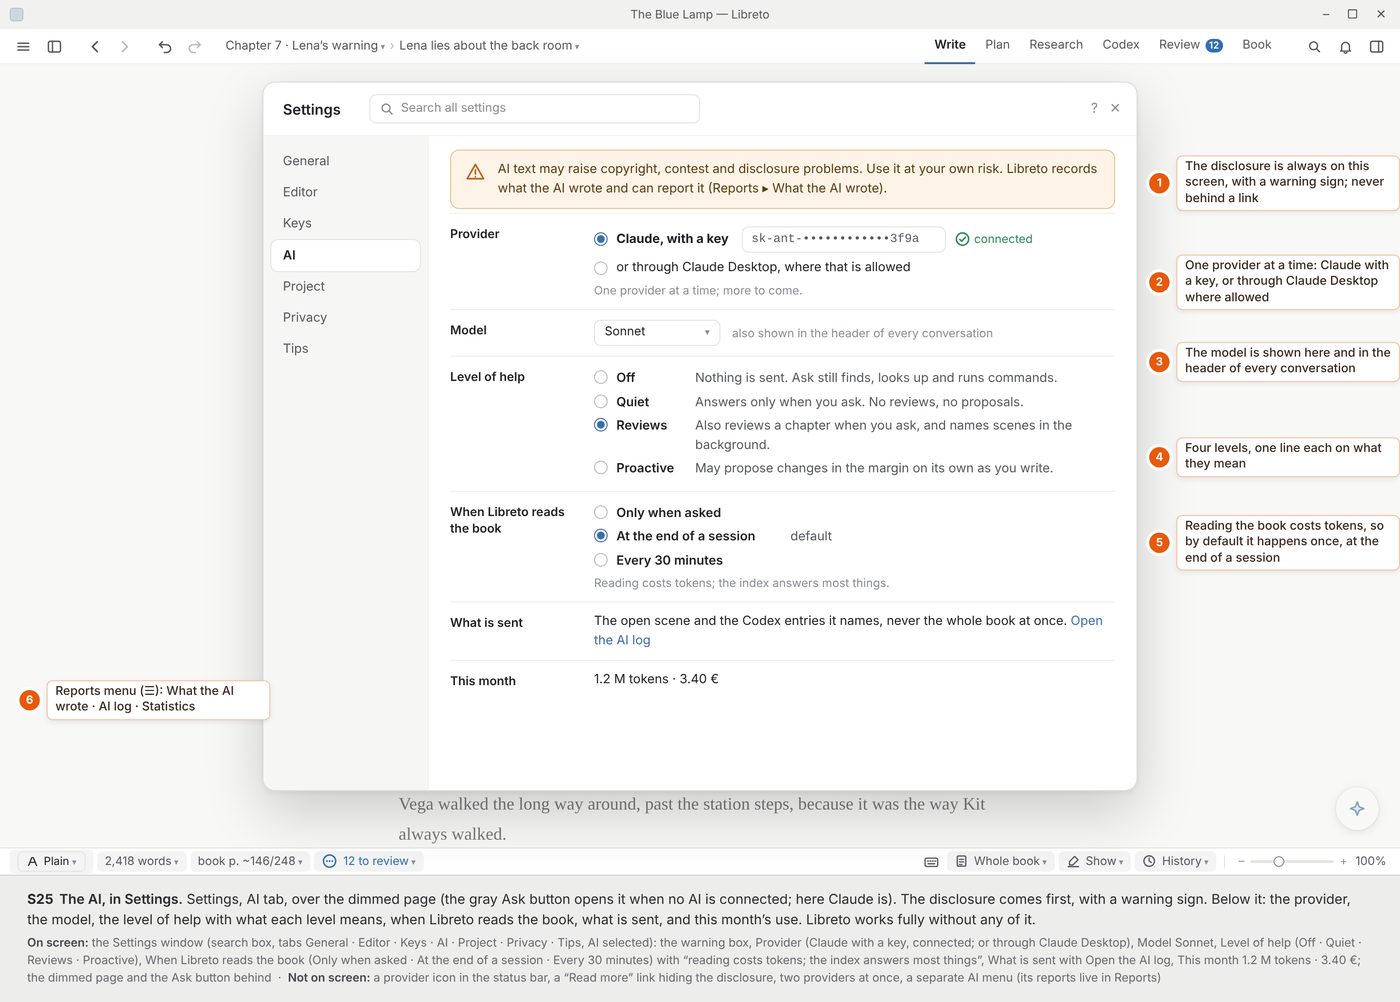 The Blue Lamp — Libreto
Chapter 7 · Lena's warning ▾ › Lena lies about the back room ▾
Write Plan Research Codex Review 12 Book
Settings
Search all settings
?
General
Editor
Keys
AI
Project
Privacy
Tips
AI text may raise copyright, contest and disclosure problems. Use it at your own risk. Libreto records
what the AI wrote and can report it (Reports ▸ What the AI wrote).
Provider
Claude, with a key
sk-ant-••••••••••••3f9a
connected
or through Claude Desktop, where that is allowed
One provider at a time; more to come.
Model
Sonnet ▾
also shown in the header of every conversation
Level of help
Off Nothing is sent. Ask still finds, looks up and runs commands.
Quiet Answers only when you ask. No reviews, no proposals.
Reviews Also reviews a chapter when you ask, and names scenes in the
background.
Proactive May propose changes in the margin on its own as you write.
When Libreto reads
the book
Only when asked
At the end of a session default
Every 30 minutes
Reading costs tokens; the index answers most things.
What is sent
The open scene and the Codex entries it names, never the whole book at once. Open
the AI log
This month
1.2 M tokens · 3.40 €
1
The disclosure is always on this
screen, with a warning sign; never
behind a link
2
One provider at a time: Claude with
a key, or through Claude Desktop
where allowed
3
The model is shown here and in the
header of every conversation
4
Four levels, one line each on what
they mean
5
Reading the book costs tokens, so
by default it happens once, at the
end of a session
6
Reports menu (☰): What the AI
wrote · AI log · Statistics
Vega walked the long way around, past the station steps, because it was the way Kit
always walked.
A Plain ▾ 2,418 words ▾ book p. ~146/248 ▾ 12 to review ▾ Whole book ▾ Show ▾ History ▾ − + 100%
S25 The AI, in Settings. Settings, AI tab, over the dimmed page (the gray Ask button opens it when no AI is connected; here Claude is). The disclosure comes first, with a warning sign. Below it: the provider,
the model, the level of help with what each level means, when Libreto reads the book, what is sent, and this month's use. Libreto works fully without any of it.
On screen: the Settings window (search box, tabs General · Editor · Keys · AI · Project · Privacy · Tips, AI selected): the warning box, Provider (Claude with a key, connected; or through Claude Desktop), Model Sonnet, Level of help (Off · Quiet ·
Reviews · Proactive), When Libreto reads the book (Only when asked · At the end of a session · Every 30 minutes) with “reading costs tokens; the index answers most things”, What is sent with Open the AI log, This month 1.2 M tokens · 3.40 €;
the dimmed page and the Ask button behind · Not on screen: a provider icon in the status bar, a “Read more” link hiding the disclosure, two providers at once, a separate AI menu (its reports live in Reports)